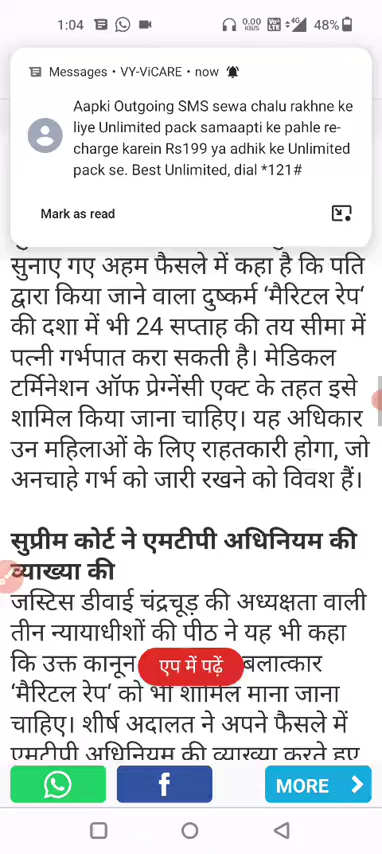 1:04
0.00 KB/S 4G 48%
Messages • VY-ViCARE • now
Aapki Outgoing SMS sewa chalu rakhne ke
liye Unlimited pack samaapti ke pahle re-
charge karein Rs199 ya adhik ke Unlimited
pack se. Best Unlimited, dial *121#
Mark as read
सुनाए गए अहम फैसले में कहा है कि पति
द्वारा किया जाने वाला दुष्कर्म ‘मैरिटल रेप‘
की दशा में भी 24 सप्ताह की तय सीमा में
पत्नी गर्भपात करा सकती है। मेडिकल
टर्मिनेशन ऑफ प्रेग्नेंसी एक्ट के तहत इसे
शामिल किया जाना चाहिए। यह अधिकार
उन महिलाओं के लिए राहतकारी होगा, जो
अनचाहे गर्भ को जारी रखने को विवश हैं।
सुप्रीम कोर्ट ने एमटीपी अधिनियम की
व्याख्या की
जस्टिस डीवाई चंद्रचूड़ की अध्यक्षता वाली
तीन न्यायाधीशों की पीठ ने यह भी कहा
कि उक्त कानून एप में पढ़ें बलात्कार
‘मैरिटल रेप‘ को भी शामिल माना जाना
चाहिए। शीर्ष अदालत ने अपने फैसले में
एमटीपी अधिनियम की व्याख्या करते हुए
f MORE